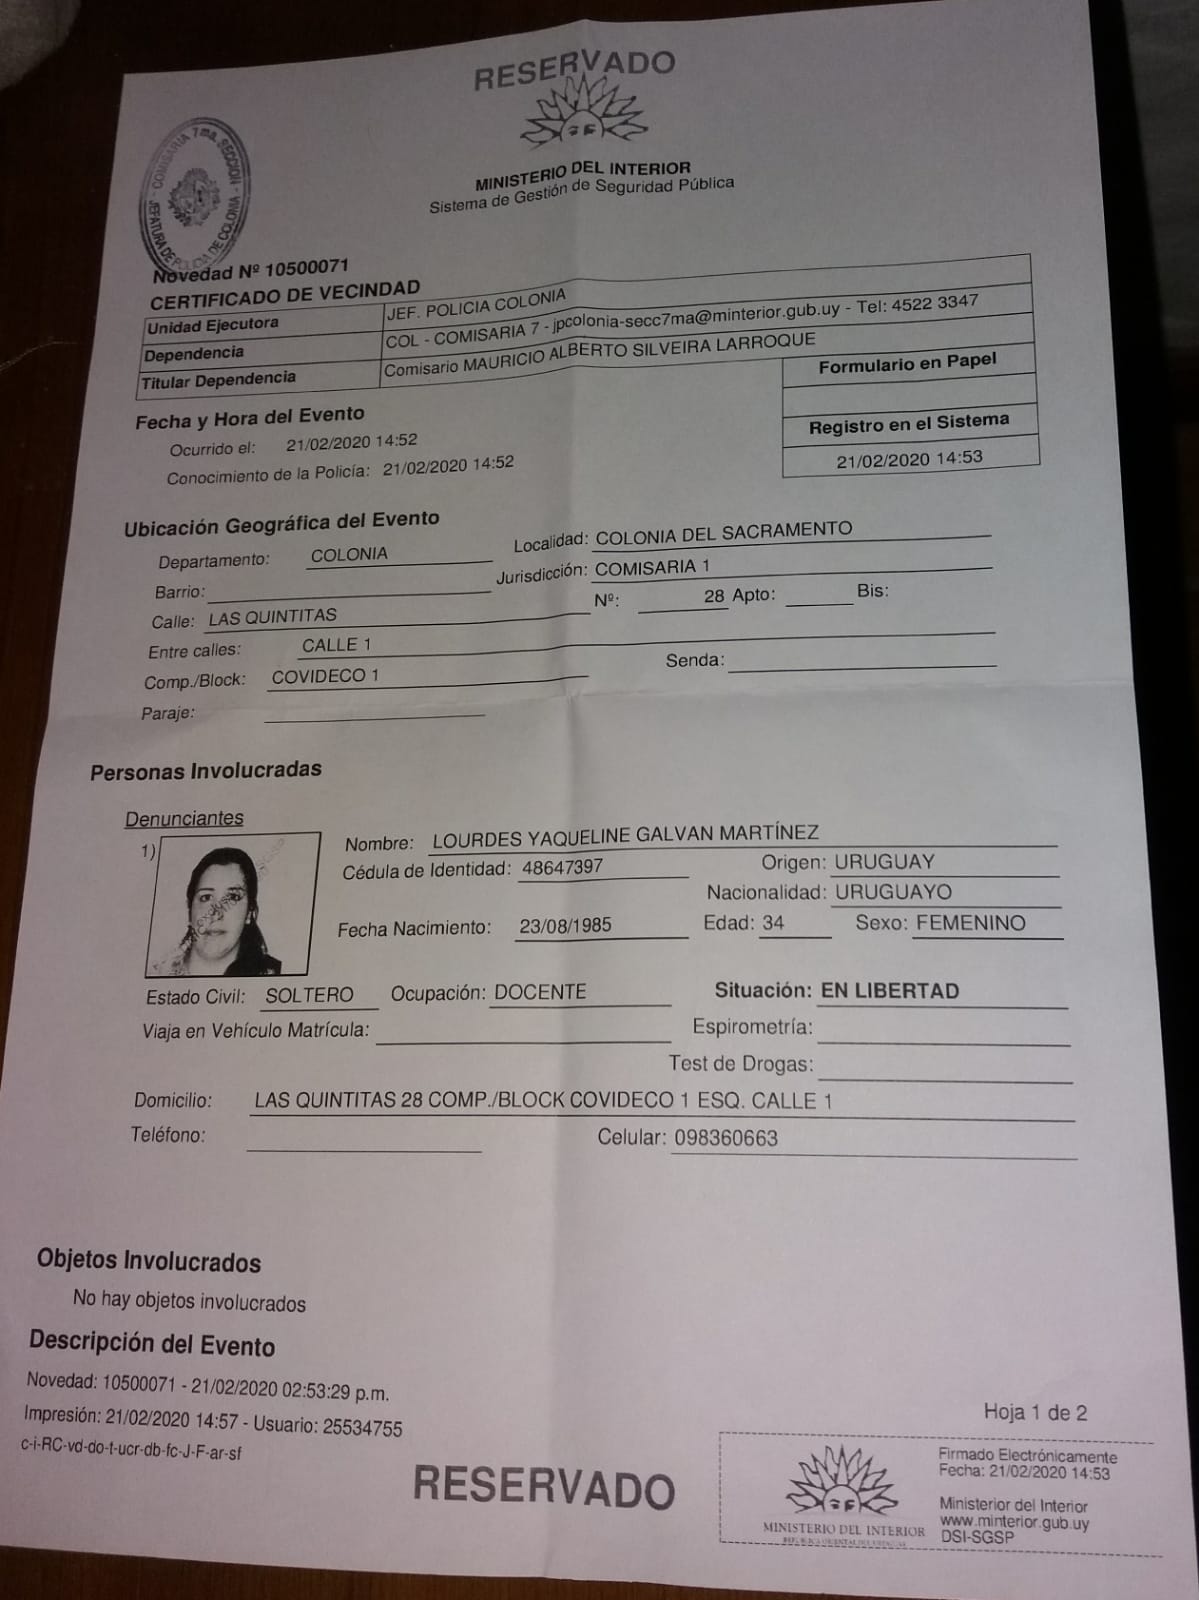 RESERVADO
MINISTERIO DEL INTERIOR
Sistema de Gestión de Seguridad Pública
COMISARIA 7ma. SECCION - JEFATURA DE POLICIA DE COLONIA -
Novedad Nº 10500071
CERTIFICADO DE VECINDAD
Unidad Ejecutora JEF. POLICIA COLONIA
Dependencia COL - COMISARIA 7 - jpcolonia-secc7ma@minterior.gub.uy - Tel: 4522 3347
Titular Dependencia Comisario MAURICIO ALBERTO SILVEIRA LARROQUE
Formulario en Papel
Fecha y Hora del Evento
Registro en el Sistema
Ocurrido el: 21/02/2020 14:52
21/02/2020 14:53
Conocimiento de la Policía: 21/02/2020 14:52
Ubicación Geográfica del Evento
Departamento: COLONIA Localidad: COLONIA DEL SACRAMENTO
Barrio: Jurisdicción: COMISARIA 1
Calle: LAS QUINTITAS Nº: 28 Apto: Bis:
Entre calles: CALLE 1
Comp./Block: COVIDECO 1 Senda:
Paraje:
Personas Involucradas
Denunciantes
1) Nombre: LOURDES YAQUELINE GALVAN MARTÍNEZ
Cédula de Identidad: 48647397 Origen: URUGUAY
Nacionalidad: URUGUAYO
Fecha Nacimiento: 23/08/1985 Edad: 34 Sexo: FEMENINO
Estado Civil: SOLTERO Ocupación: DOCENTE Situación: EN LIBERTAD
Viaja en Vehículo Matrícula: Espirometría:
Test de Drogas:
Domicilio: LAS QUINTITAS 28 COMP./BLOCK COVIDECO 1 ESQ. CALLE 1
Teléfono: Celular: 098360663
Objetos Involucrados
No hay objetos involucrados
Descripción del Evento
Novedad: 10500071 - 21/02/2020 02:53:29 p.m.
Impresión: 21/02/2020 14:57 - Usuario: 25534755
c-i-RC-vd-do-t-ucr-db-fc-J-F-ar-sf
RESERVADO
Hoja 1 de 2
Firmado Electrónicamente
Fecha: 21/02/2020 14:53
Ministerior del Interior
www.minterior.gub.uy
DSI-SGSP
MINISTERIO DEL INTERIOR